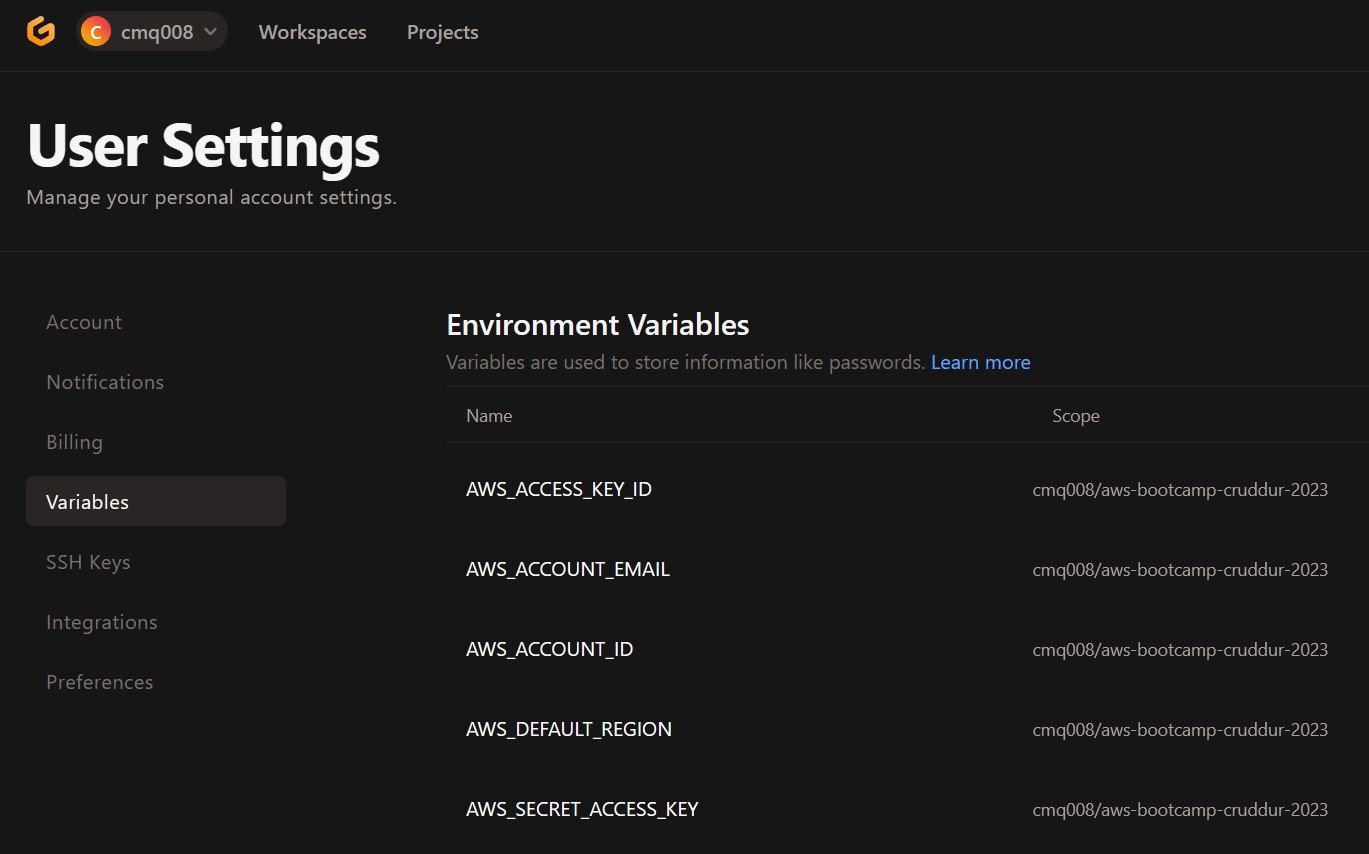 C cmq008 Workspaces Projects
User Settings
Manage your personal account settings.
Account
Notifications
Billing
Variables
SSH Keys
Integrations
Preferences
Environment Variables
Variables are used to store information like passwords. Learn more
Name Scope
AWS_ACCESS_KEY_ID cmq008/aws-bootcamp-cruddur-2023
AWS_ACCOUNT_EMAIL cmq008/aws-bootcamp-cruddur-2023
AWS_ACCOUNT_ID cmq008/aws-bootcamp-cruddur-2023
AWS_DEFAULT_REGION cmq008/aws-bootcamp-cruddur-2023
AWS_SECRET_ACCESS_KEY cmq008/aws-bootcamp-cruddur-2023